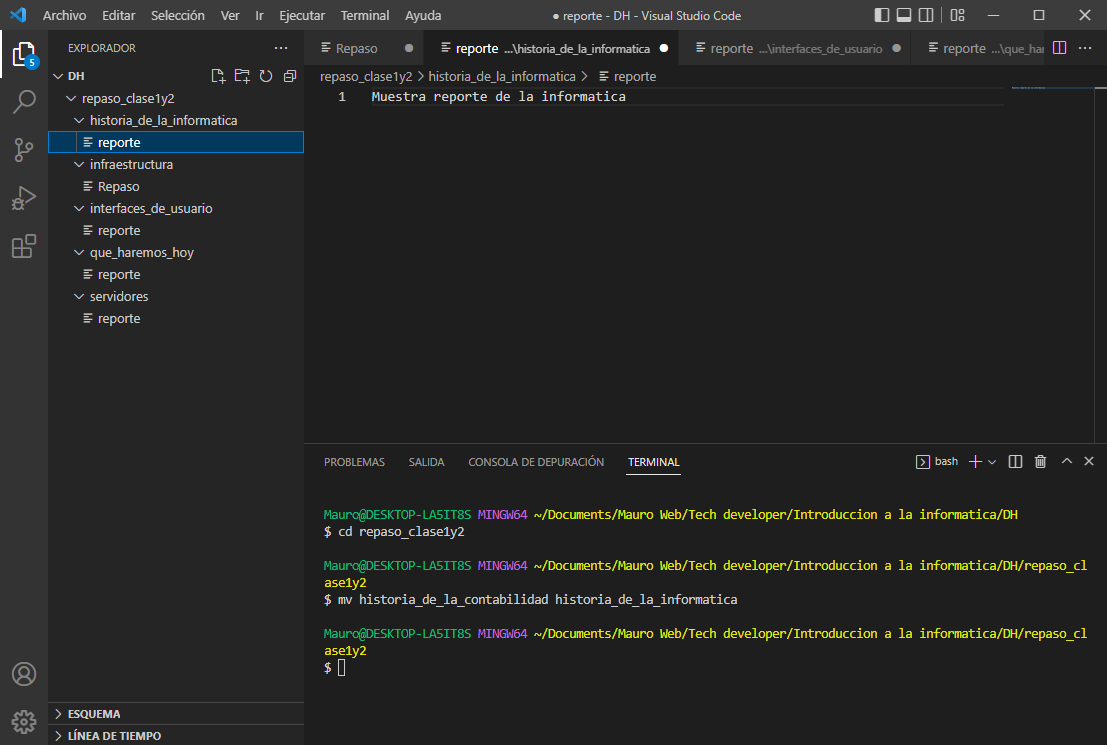 Archivo Editar Selección Ver Ir Ejecutar Terminal Ayuda
● reporte - DH - Visual Studio Code
EXPLORADOR
5
DH
repaso_clase1y2
historia_de_la_informatica
reporte
infraestructura
Repaso
interfaces_de_usuario
reporte
que_haremos_hoy
reporte
servidores
reporte
ESQUEMA
LÍNEA DE TIEMPO
Repaso
reporte ...\historia_de_la_informatica
reporte ...\interfaces_de_usuario
reporte ...\que_har
repaso_clase1y2 > historia_de_la_informatica > reporte
1 Muestra reporte de la informatica
PROBLEMAS SALIDA CONSOLA DE DEPURACIÓN TERMINAL
bash
Mauro@DESKTOP-LA5IT8S MINGW64 ~/Documents/Mauro Web/Tech developer/Introduccion a la informatica/DH
$ cd repaso_clase1y2
Mauro@DESKTOP-LA5IT8S MINGW64 ~/Documents/Mauro Web/Tech developer/Introduccion a la informatica/DH/repaso_cl
ase1y2
$ mv historia_de_la_contabilidad historia_de_la_informatica
Mauro@DESKTOP-LA5IT8S MINGW64 ~/Documents/Mauro Web/Tech developer/Introduccion a la informatica/DH/repaso_cl
ase1y2
$